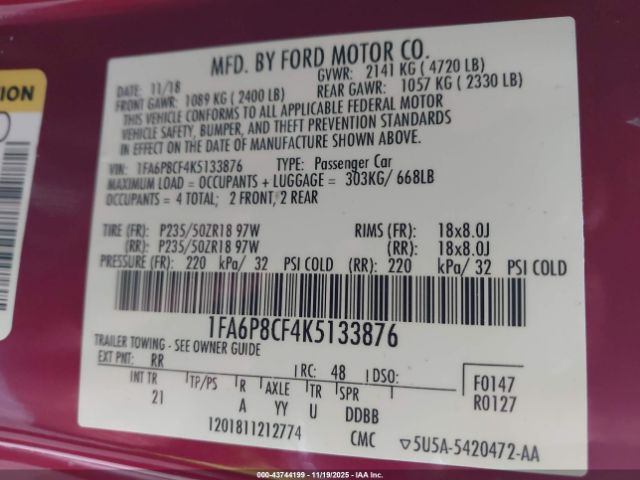 TION
MFD. BY FORD MOTOR CO.
DATE: 11/18 GVWR: 2141 KG ( 4720 LB)
FRONT GAWR: 1089 KG ( 2400 LB) REAR GAWR: 1057 KG ( 2330 LB)
THIS VEHICLE CONFORMS TO ALL APPLICABLE FEDERAL MOTOR
VEHICLE SAFETY, BUMPER, AND THEFT PREVENTION STANDARDS
IN EFFECT ON THE DATE OF MANUFACTURE SHOWN ABOVE.
VIN: 1FA6P8CF4K5133876 TYPE: Passenger Car
MAXIMUM LOAD = OCCUPANTS + LUGGAGE = 303KG/ 668LB
OCCUPANTS = 4 TOTAL; 2 FRONT, 2 REAR
TIRE (FR): P235/50ZR18 97W RIMS (FR): 18x8.0J
(RR): P235/50ZR18 97W (RR): 18x8.0J
PRESSURE (FR): 220 kPa/ 32 PSI COLD (RR): 220 kPa/ 32 PSI COLD
1FA6P8CF4K5133876
TRAILER TOWING - SEE OWNER GUIDE
EXT PNT: RR RC: 48 DSO: F0147
INT TR TP/PS R AXLE TR SPR R0127
21 A YY U DDBB
1201811212774 CMC ▽5U5A-5420472-AA
00-43744199 - 11/19/2025 - IAAI.COM